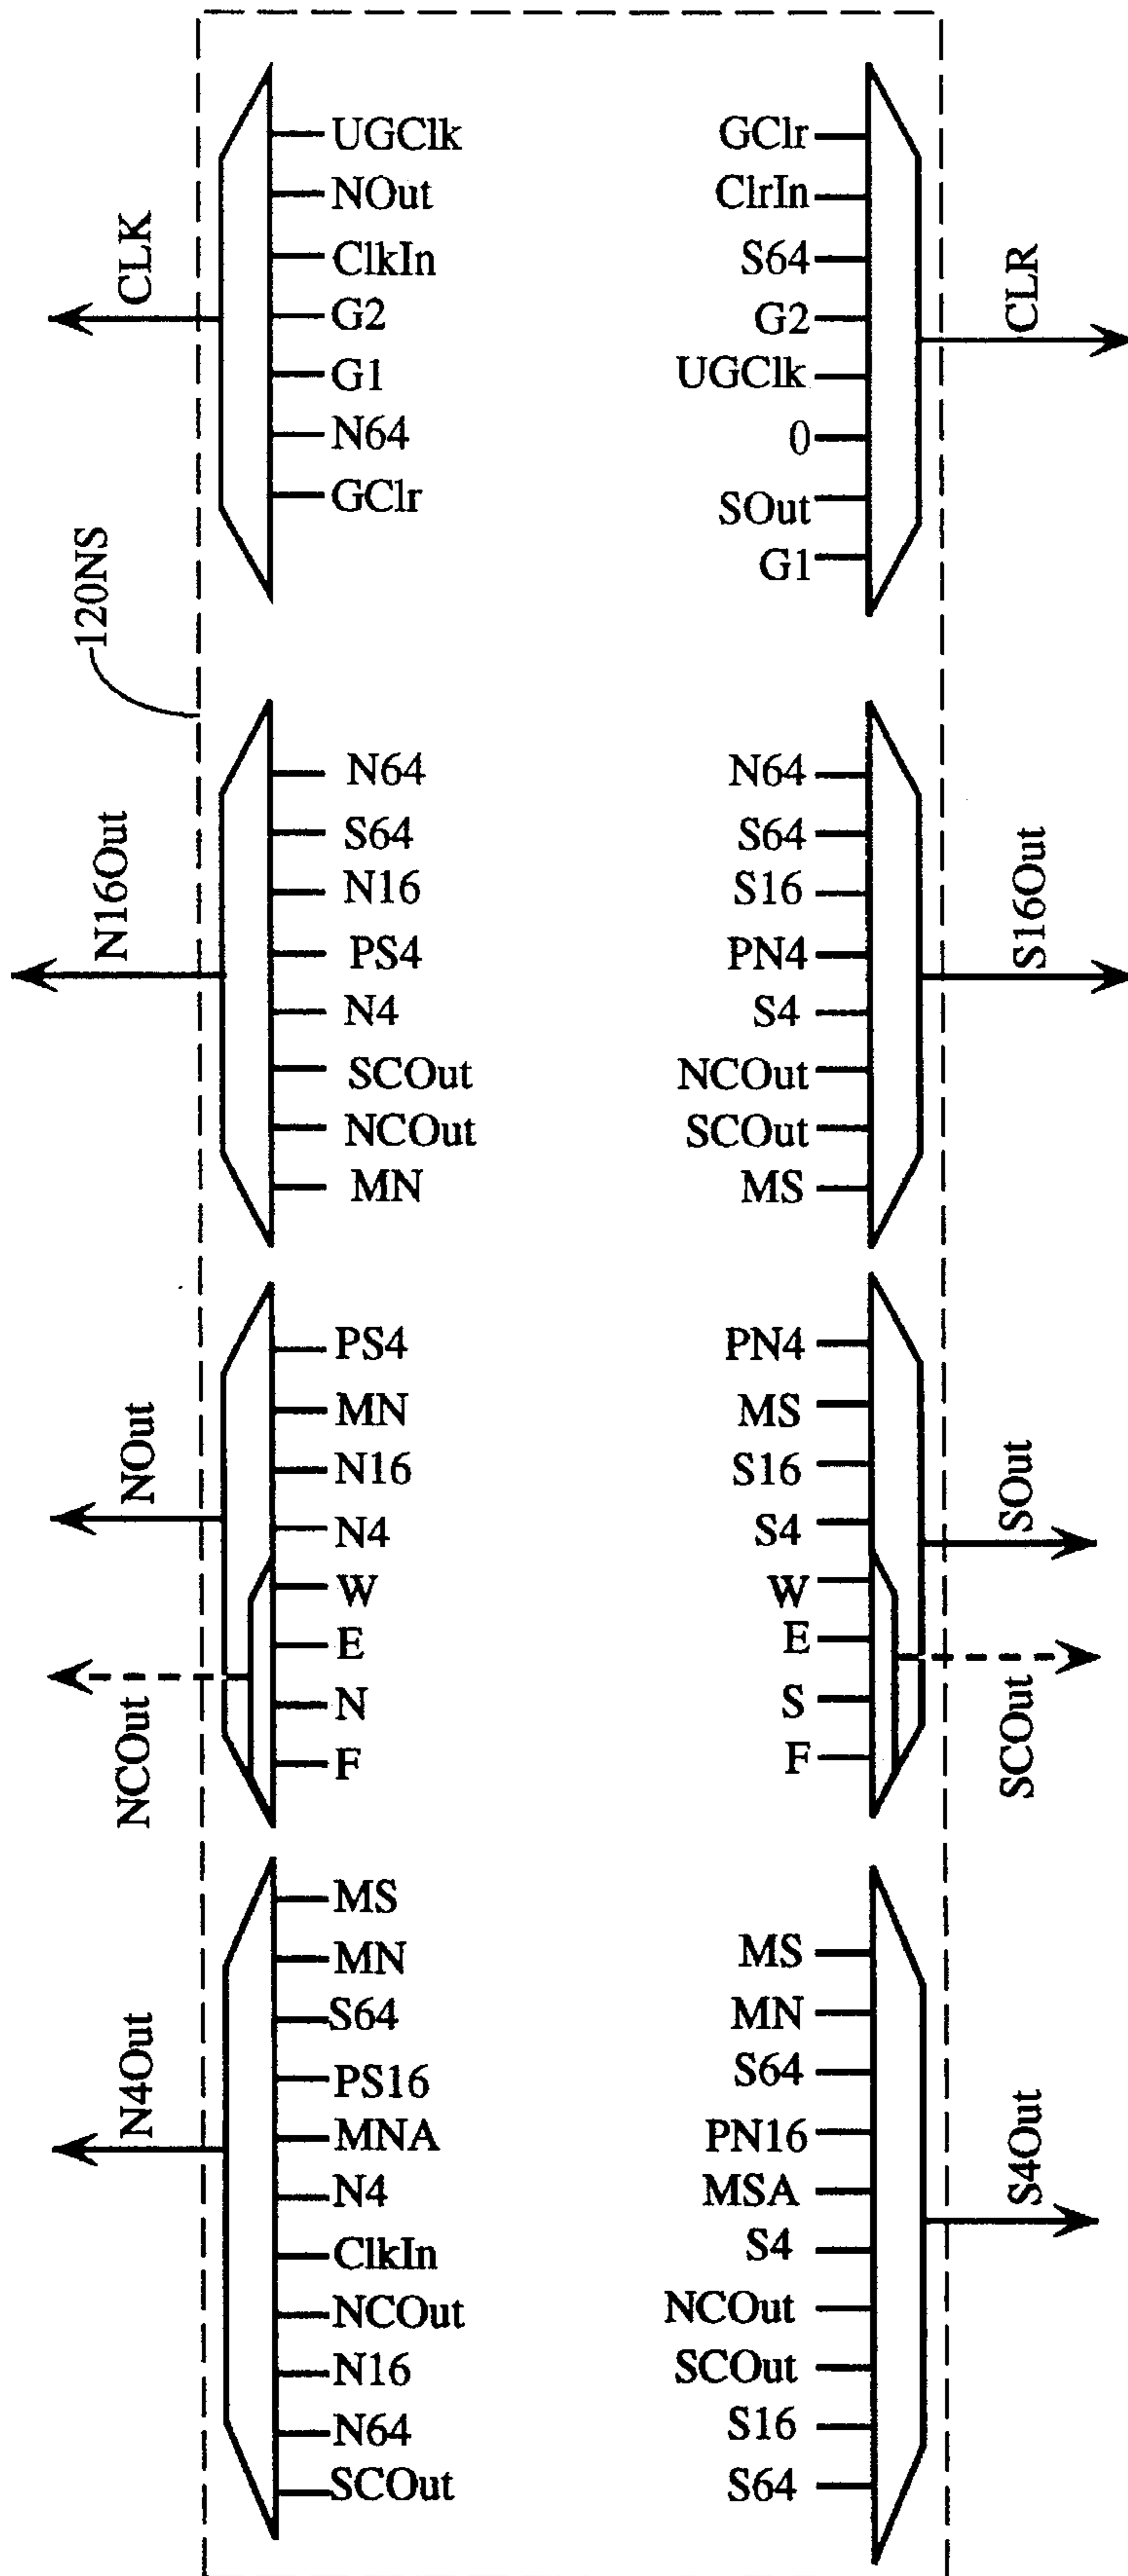 CLK
UGClk
NOut
ClkIn
G2
G1
N64
GClr
GClr
ClrIn
S64
G2
UGClk
0
SOut
G1
CLR
120NS
N16Out
N64
S64
N16
PS4
N4
SCOut
NCOut
MN
N64
S64
S16
PN4
S4
NCOut
SCOut
MS
S16Out
NOut
NCOut
PS4
MN
N16
N4
W
E
N
F
PN4
MS
S16
S4
W
E
S
F
SOut
SCOut
N4Out
MS
MN
S64
PS16
MNA
N4
ClkIn
NCOut
N16
N64
SCOut
MS
MN
S64
PN16
MSA
S4
NCOut
SCOut
S16
S64
S4Out